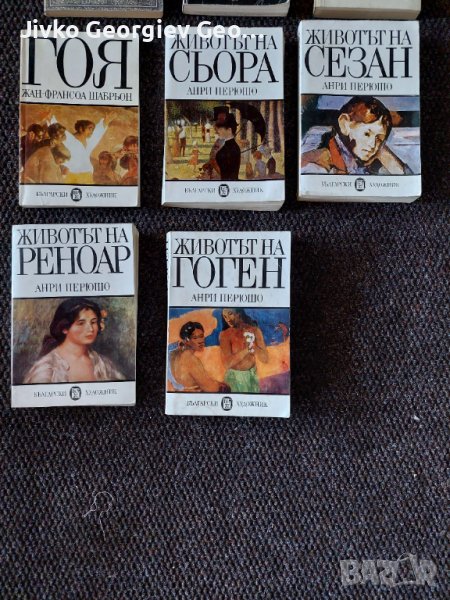 Jivko Georgiev Geo...
ГОЯ
ЖАН-ФРАНСОА ШАБРЬОН
БЪЛГАРСКИ ХУДОЖНИК
ЖИВОТЪТ НА
СЬОРА
АНРИ ПЕРЮШО
БЪЛГАРСКИ ХУДОЖНИК
ЖИВОТЪТ НА
СЕЗАН
АНРИ ПЕРЮШО
БЪЛГАРСКИ ХУДОЖНИК
ЖИВОТЪТ НА
РЕНОАР
АНРИ ПЕРЮШО
БЪЛГАРСКИ ХУДОЖНИК
ЖИВОТЪТ НА
ГОГЕН
АНРИ ПЕРЮШО
БЪЛГАРСКИ ХУДОЖНИК
BAZAR